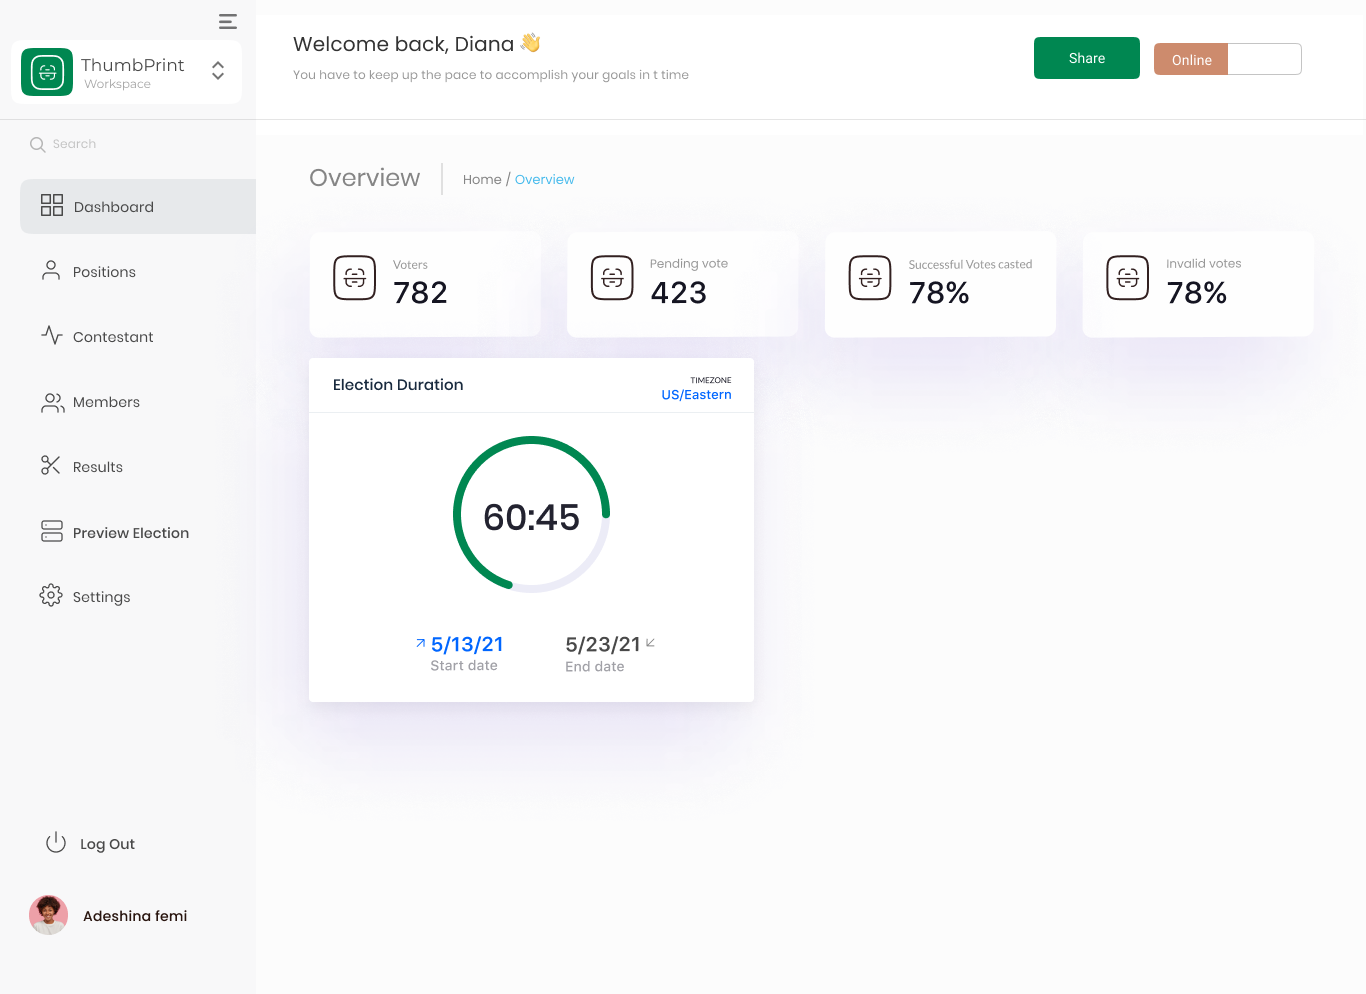 ThumbPrint
Workspace
Search
Dashboard
Positions
Contestant
Members
Results
Preview Election
Settings
Log Out
Adeshina femi
Welcome back, Diana 👋
You have to keep up the pace to accomplish your goals in t time
Share
Online
Overview
Home / Overview
Voters
782
Pending vote
423
Successful Votes casted
78%
Invalid votes
78%
Election Duration
TIMEZONE
US/Eastern
60:45
5/13/21
Start date
5/23/21
End date